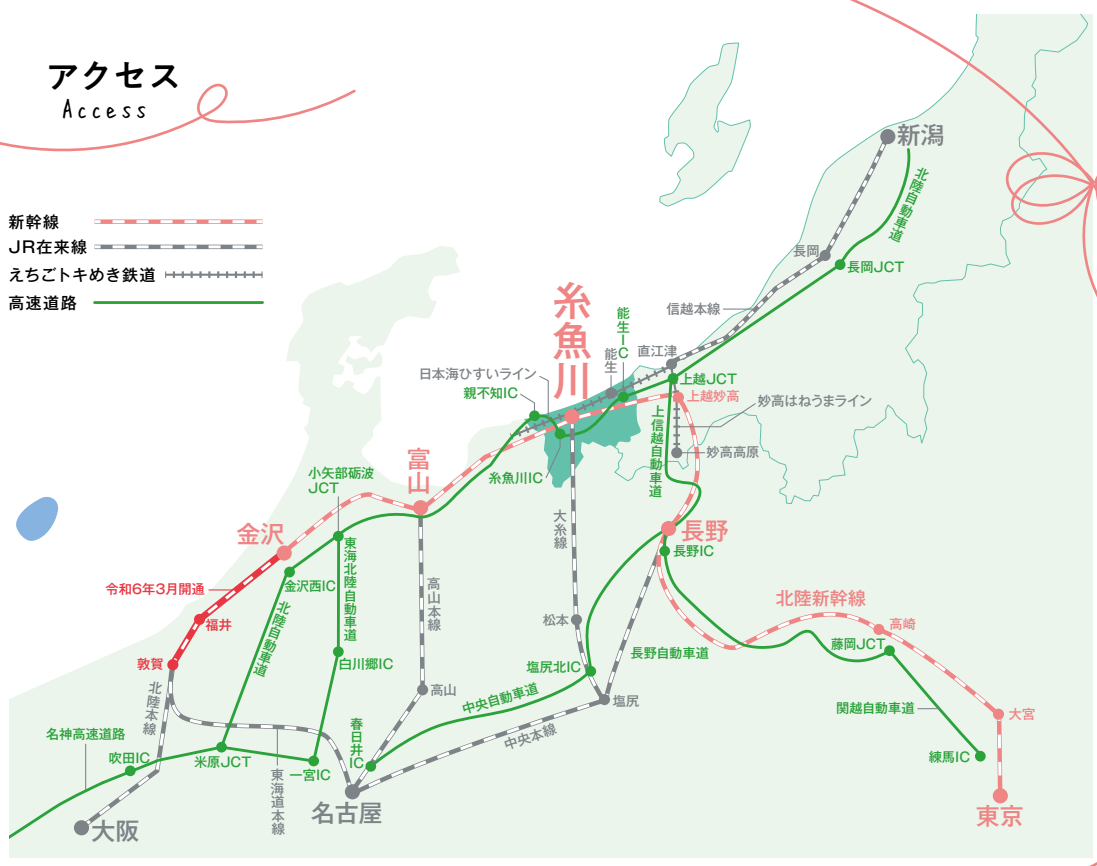 アクセス
Access
新幹線
JR在来線
えちごトキめき鉄道
高速道路
新潟
北陸自動車道
長岡
長岡JCT
信越本線
糸魚川
能生IC
能生
直江津
日本海ひすいライン
親不知IC
上越JCT
上越妙高
妙高はねうまライン
上信越自動車道
妙高高原
糸魚川IC
富山
小矢部砺波
JCT
金沢
大糸線
長野
長野IC
東海北陸自動車道
金沢西IC
令和6年3月開通
福井
北陸自動車道
高山本線
北陸新幹線
高崎
松本
藤岡JCT
敦賀
白川郷IC
長野自動車道
塩尻北IC
北陸本線
高山
中央自動車道
塩尻
関越自動車道
大宮
名神高速道路
吹田IC
米原JCT
一宮IC
春日井IC
中央本線
練馬IC
東海道本線
名古屋
大阪
東京